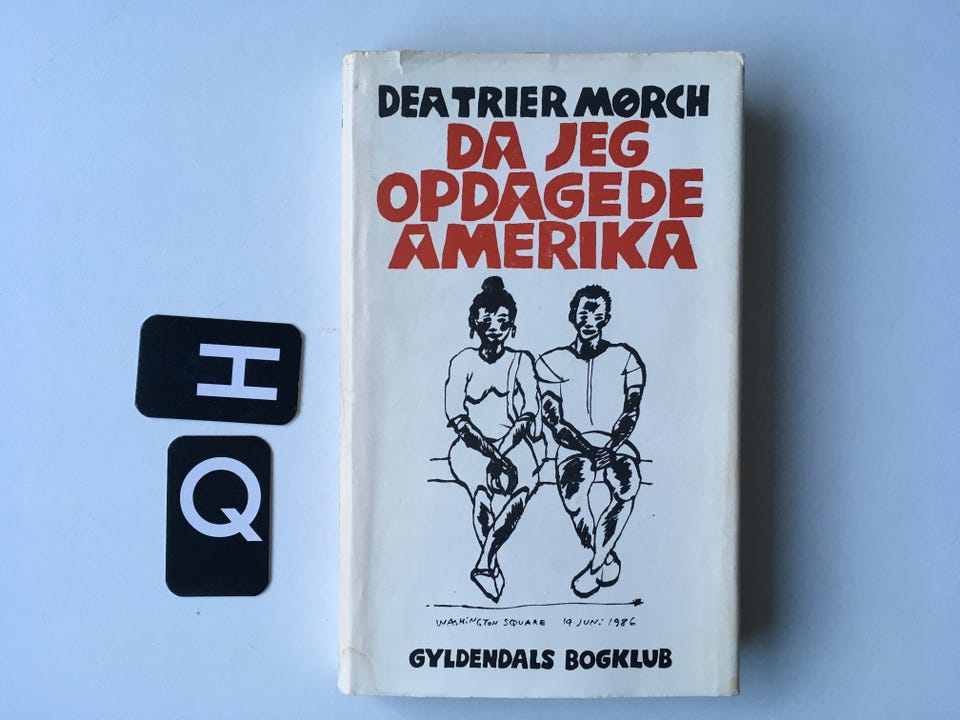 DEA TRIER MØRCH
DA JEG
OPDAGEDE
AMERIKA
WASHINGTON SQUARE 14 JUNI 1986
GYLDENDALS BOGKLUB
H
Q